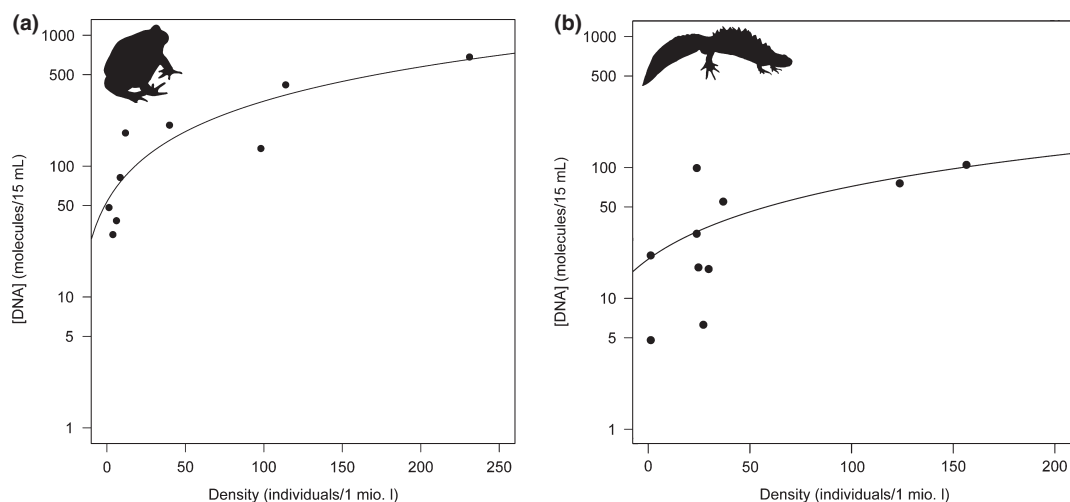 (a)
[DNA] (molecules/15 mL)
1000
500
100
50
10
5
1
0 50 100 150 200 250
Density (individuals/1 mio. l)
(b)
[DNA] (molecules/15 mL)
1000
500
100
50
10
5
1
0 50 100 150 200
Density (individuals/1 mio. l)